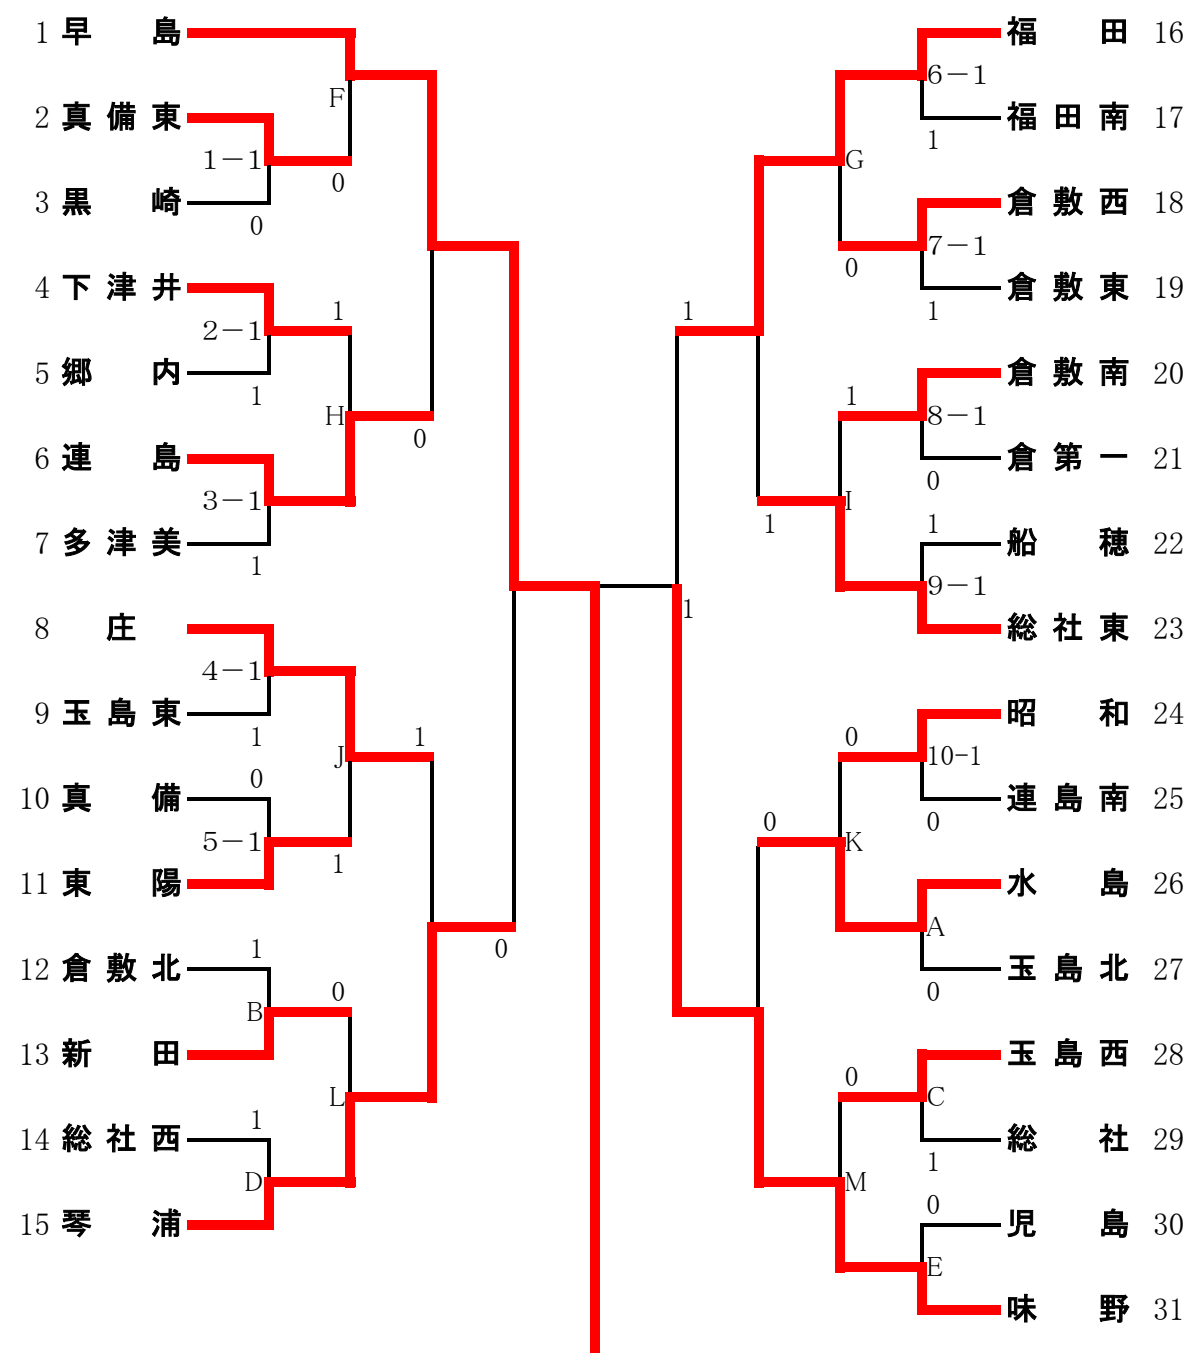 1 早島
F
2 真備東
1－1
0
3 黒崎
0
4 下津井
1
2－1
5 郷内
1
H
0
6 連島
3－1
7 多津美
1
8 庄
4－1
9 玉島東
1
1
J
10 真備
0
5－1
1
11 東陽
12 倉敷北
1
0
B
0
13 新田
L
14 総社西
1
D
15 琴浦
福田 16
6－1
福田南 17
1
G
倉敷西 18
7－1
0
倉敷東 19
1
1
倉敷南 20
1
8－1
倉第一 21
0
I
1
1
船穂 22
9－1
1
総社東 23
昭和 24
0
10-1
連島南 25
0
0
K
水島 26
A
玉島北 27
0
玉島西 28
0
C
総社 29
1
M
0
児島 30
E
味野 31